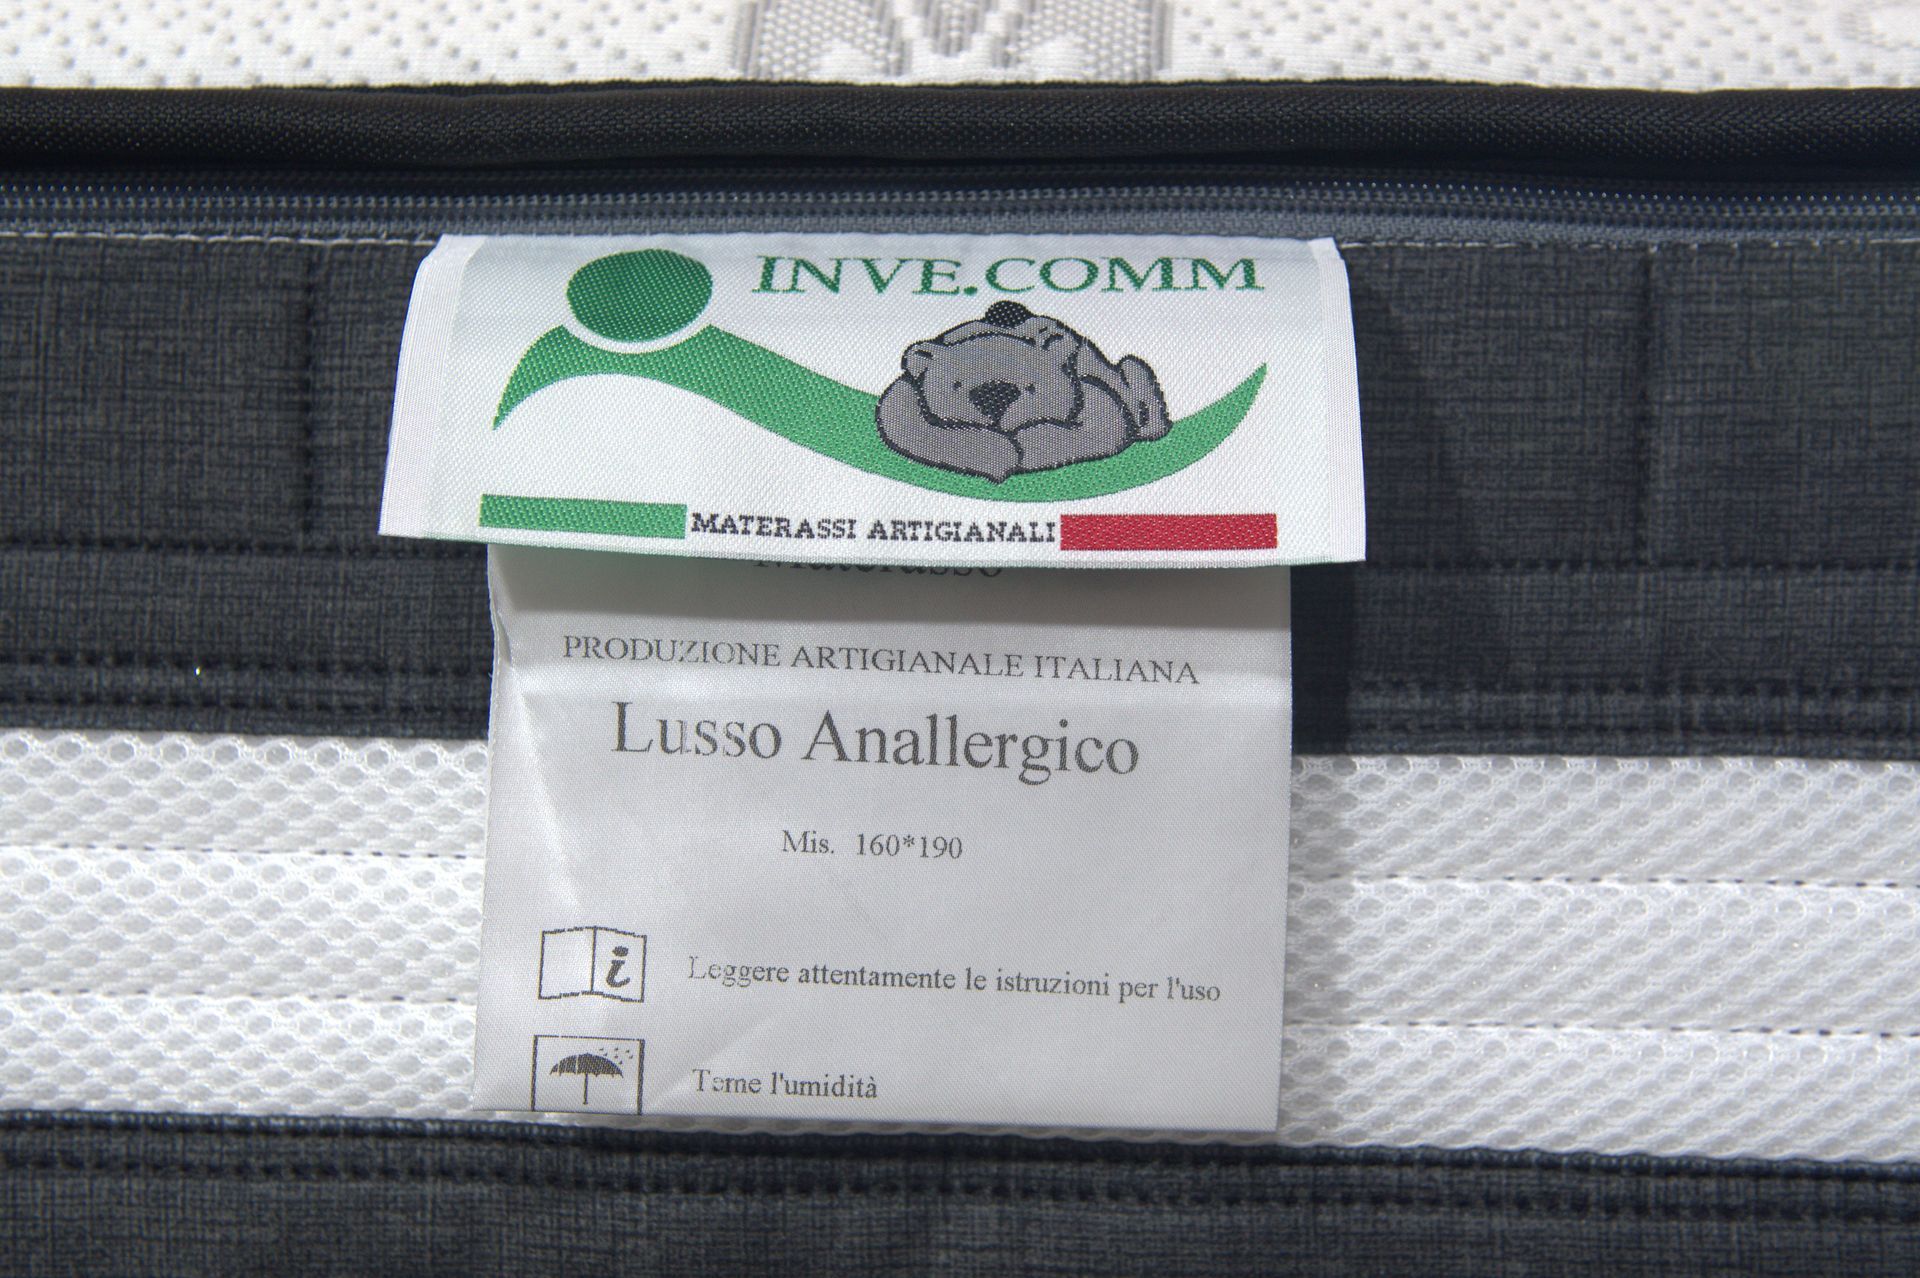 INVE.COMM
MATERASSI ARTIGIANALI
Materasso
PRODUZIONE ARTIGIANALE ITALIANA
Lusso Anallergico
Mis. 160*190
i
Leggere attentamente le istruzioni per l'uso
Teme l'umidità